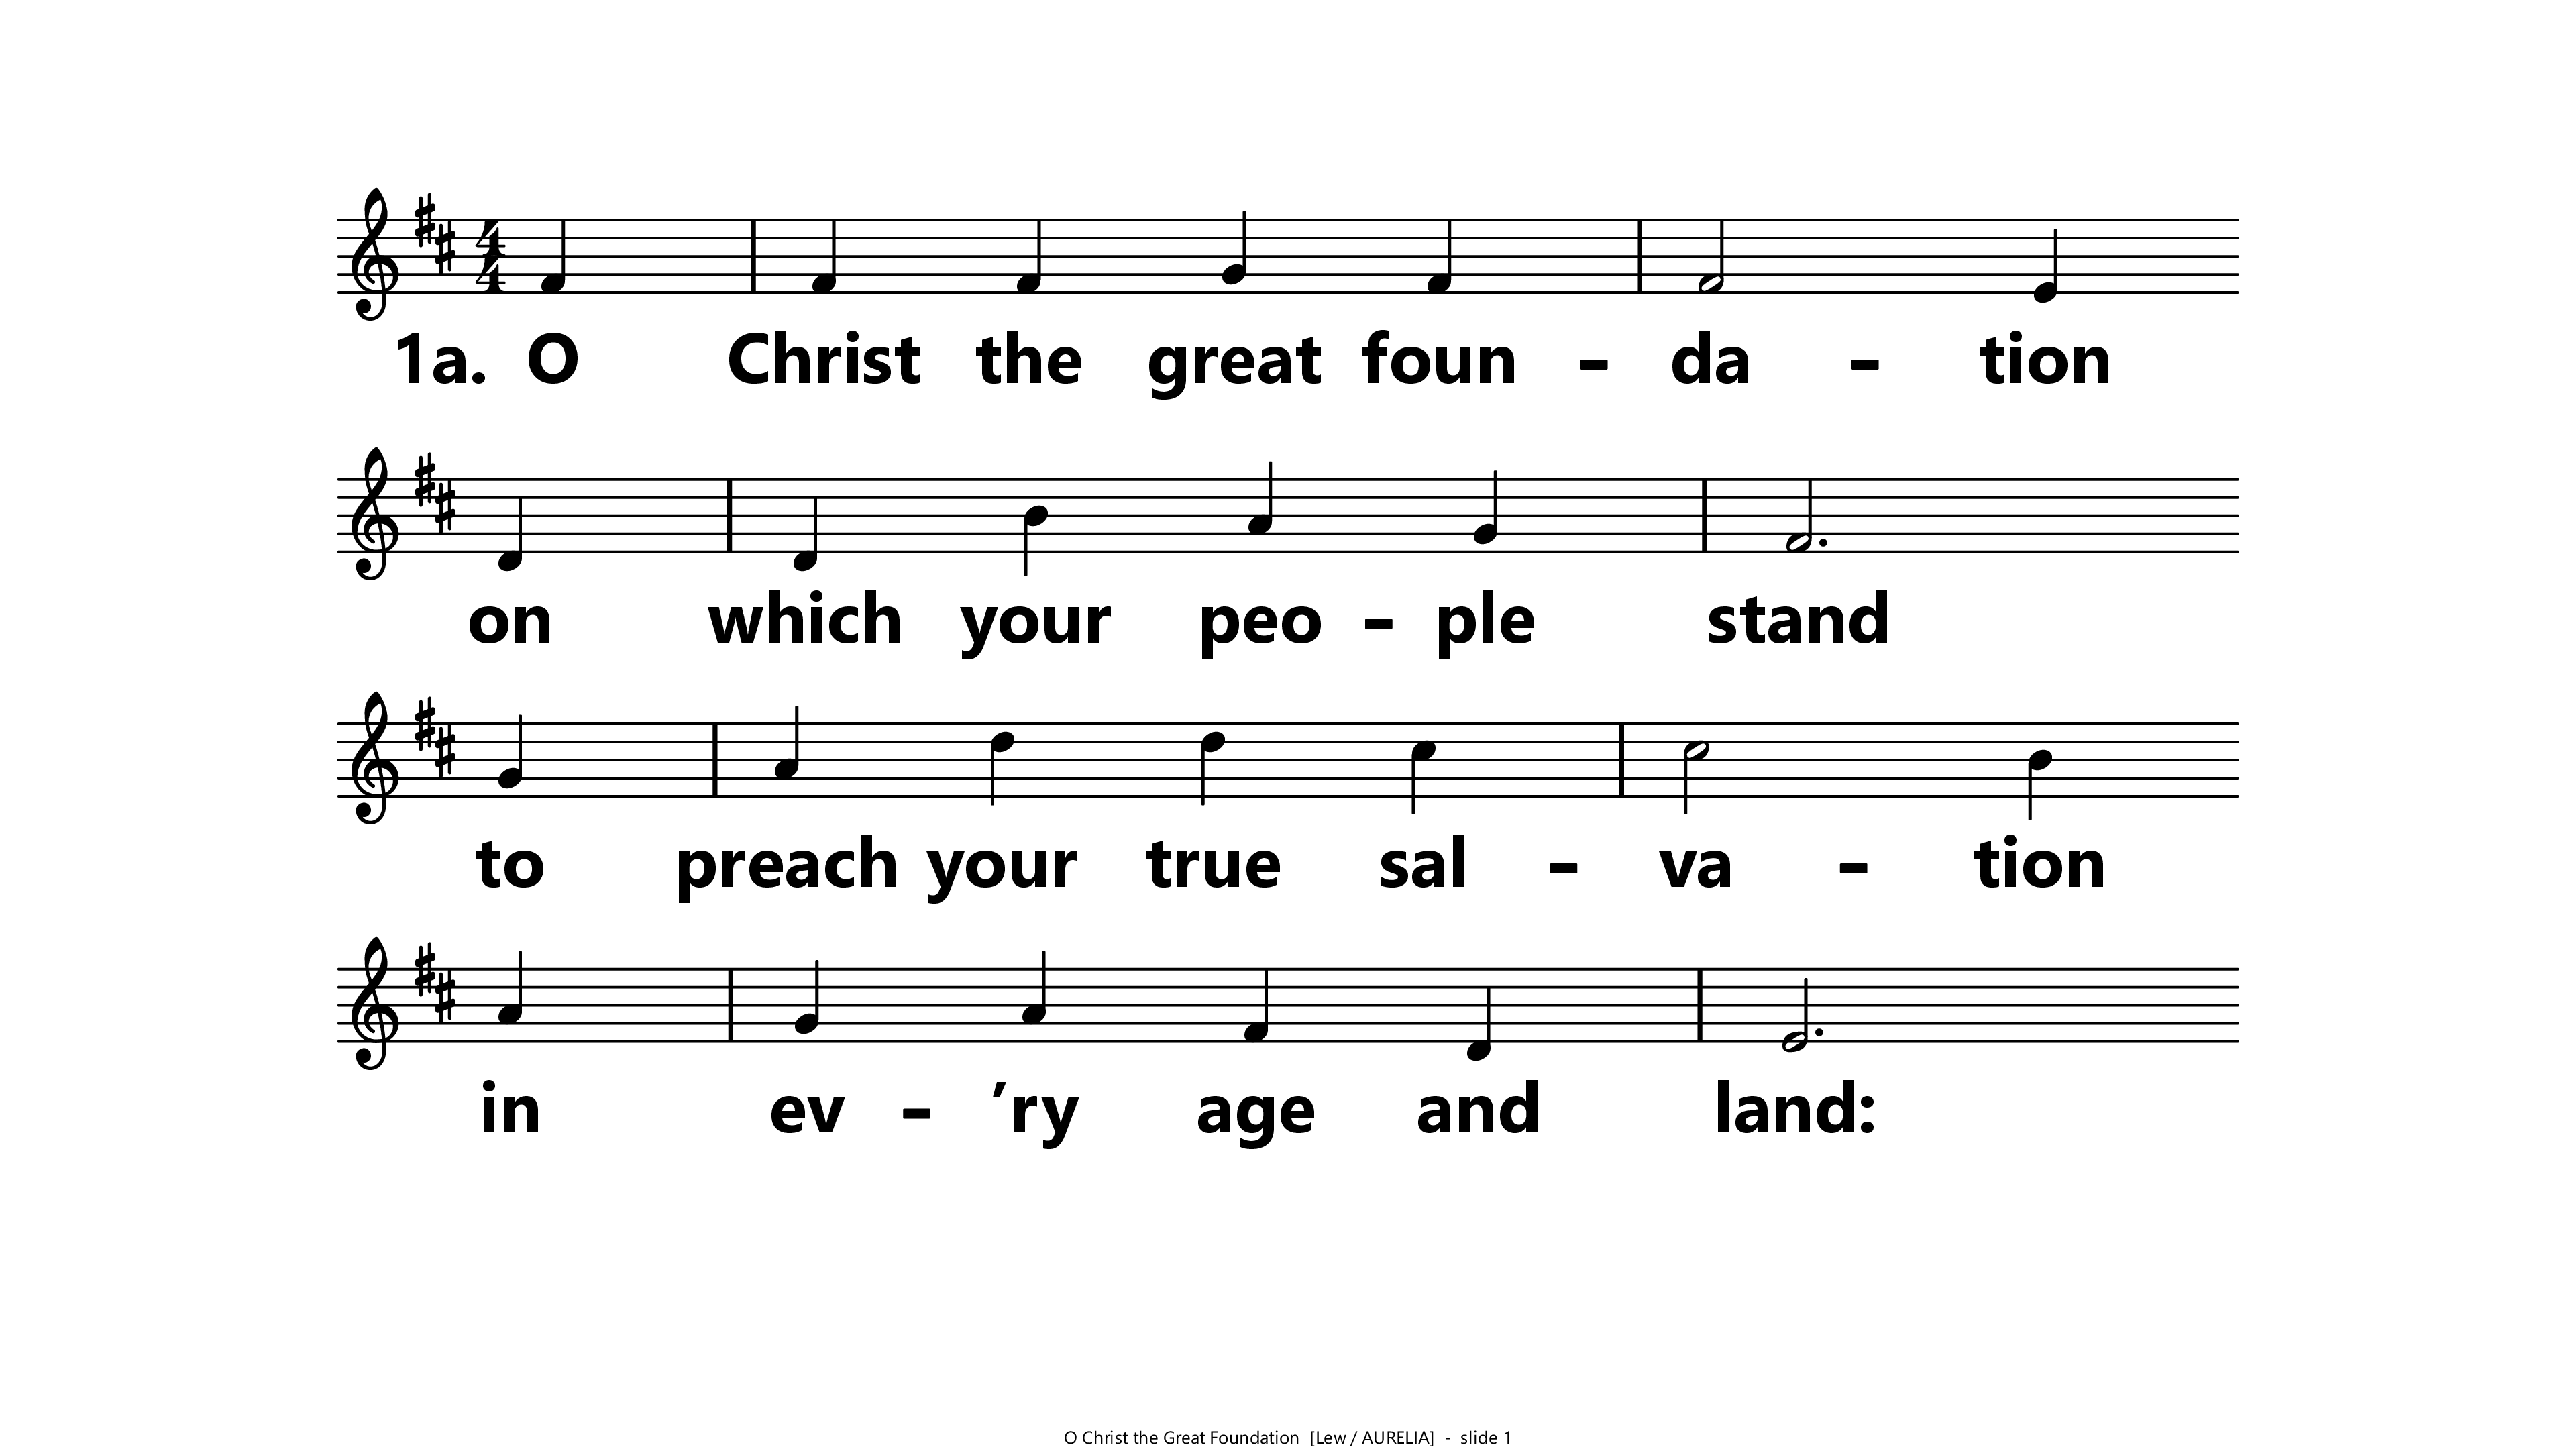 1a. O Christ the great foun - da - tion
on which your peo - ple stand
to preach your true sal - va - tion
in ev - ’ry age and land:
O Christ the Great Foundation [Lew / AURELIA] - slide 1